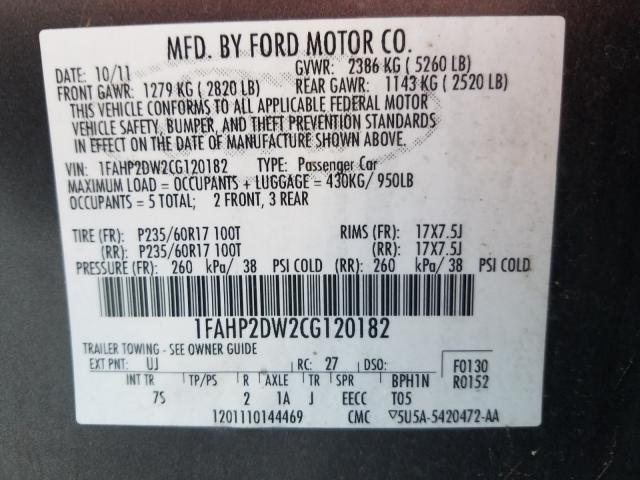 MFD. BY FORD MOTOR CO.
DATE: 10/11 GVWR: 2386 KG ( 5260 LB)
FRONT GAWR: 1279 KG ( 2820 LB) REAR GAWR: 1143 KG ( 2520 LB)
THIS VEHICLE CONFORMS TO ALL APPLICABLE FEDERAL MOTOR
VEHICLE SAFETY, BUMPER, AND THEFT PREVENTION STANDARDS
IN EFFECT ON THE DATE OF MANUFACTURE SHOWN ABOVE.
VIN: 1FAHP2DW2CG120182 TYPE: Passenger Car
MAXIMUM LOAD = OCCUPANTS + LUGGAGE = 430KG/ 950LB
OCCUPANTS = 5 TOTAL; 2 FRONT, 3 REAR
TIRE (FR): P235/60R17 100T RIMS (FR): 17X7.5J
(RR): P235/60R17 100T (RR): 17X7.5J
PRESSURE (FR): 260 kPa/ 38 PSI COLD (RR): 260 kPa/ 38 PSI COLD
1FAHP2DW2CG120182
TRAILER TOWING - SEE OWNER GUIDE
EXT PNT: UJ RC: 27 DSO: F0130
INT TR TP/PS R AXLE TR SPR BPH1N R0152
7S 2 1A J EECC T05
1201110144469 CMC ▽5U5A-5420472-AA